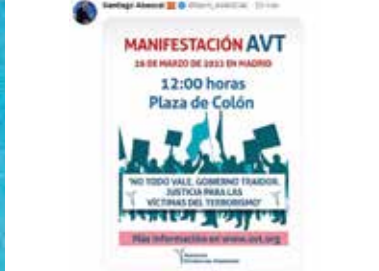 Santiago Abascal
MANIFESTACIÓN AVT
26 DE MARZO DE 2022 EN MADRID
12:00 horas
Plaza de Colón
"NO TODO VALE. GOBIERNO TRAIDOR.
JUSTICIA PARA LAS
VÍCTIMAS DEL TERRORISMO"
Más información en www.avt.org